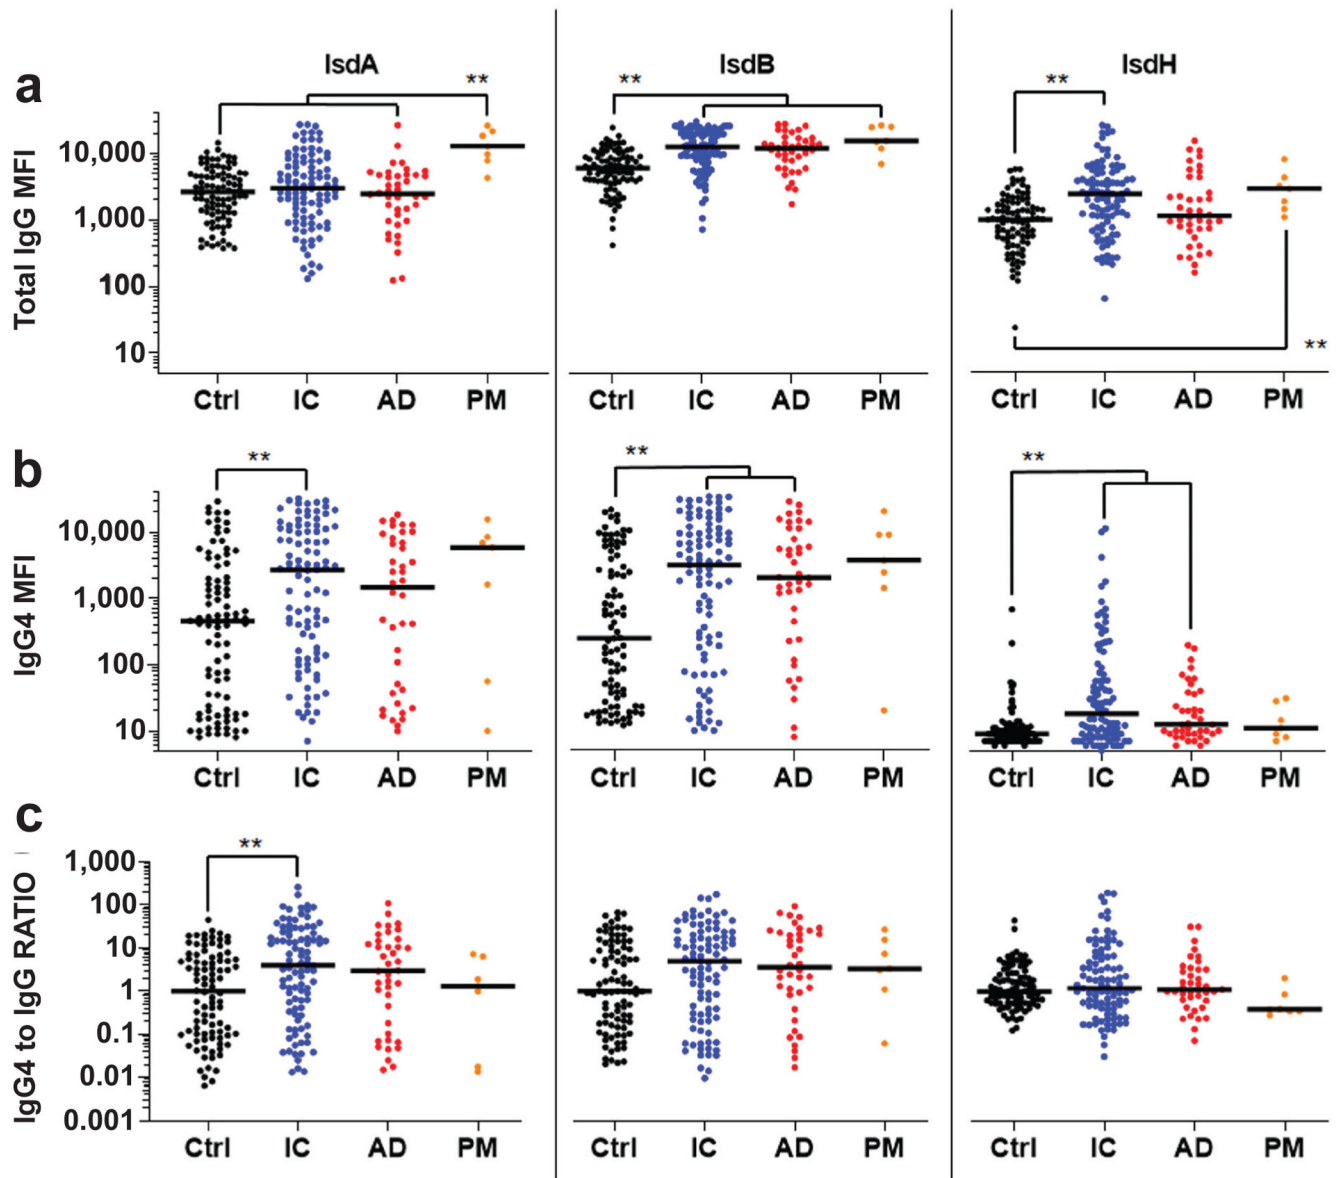 a
IsdA
IsdB
IsdH
**
**
**
**
Total IgG MFI
10,000
1,000
100
10
Ctrl IC AD PM
Ctrl IC AD PM
Ctrl IC AD PM
b
**
**
**
IgG4 MFI
10,000
1,000
100
10
Ctrl IC AD PM
Ctrl IC AD PM
Ctrl IC AD PM
c
**
IgG4 to IgG RATIO
1,000
100
10
1
0.1
0.01
0.001
Ctrl IC AD PM
Ctrl IC AD PM
Ctrl IC AD PM